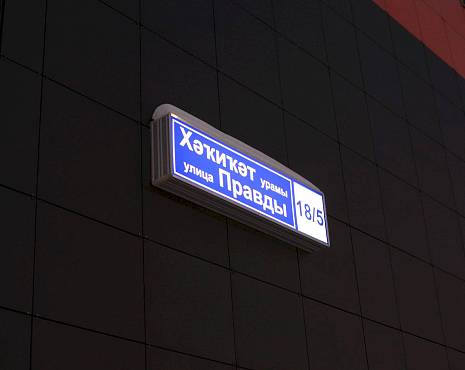 Хәҡиҡәт урамы
улица Правды
18/5